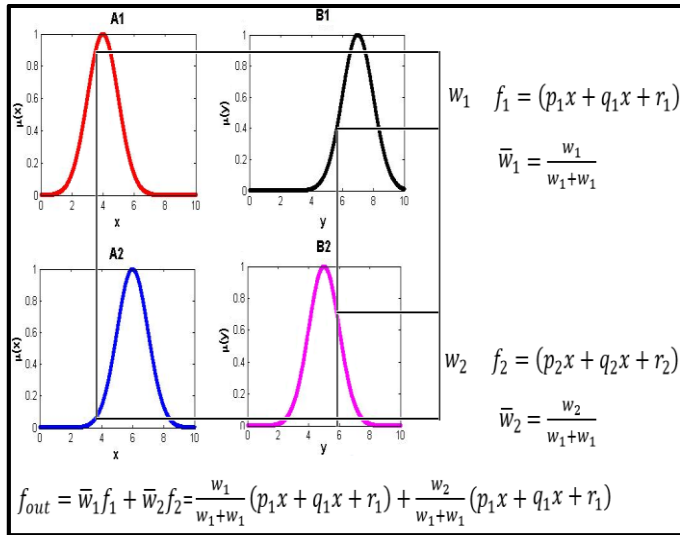 A1 B1
1 1
0.8 0.8
0.6 0.6
0.4 0.4
0.2 0.2
0 0
μ(x) μ(y)
0 2 4 6 8 10 0 2 4 6 8 10
x y
w₁ f₁ = (p₁x + q₁x + r₁)
w̅₁ = w₁/(w₁+w₁)
A2 B2
1 1
0.8 0.8
0.6 0.6
0.4 0.4
0.2 0.2
0 0
μ(x) μ(y)
0 2 4 6 8 10 0 2 4 6 8 10
x y
w₂ f₂ = (p₂x + q₂x + r₂)
w̅₂ = w₂/(w₁+w₁)
f_out = w̅₁f₁ + w̅₂f₂= w₁/(w₁+w₁) (p₁x + q₁x + r₁) + w₂/(w₁+w₁) (p₁x + q₁x + r₁)